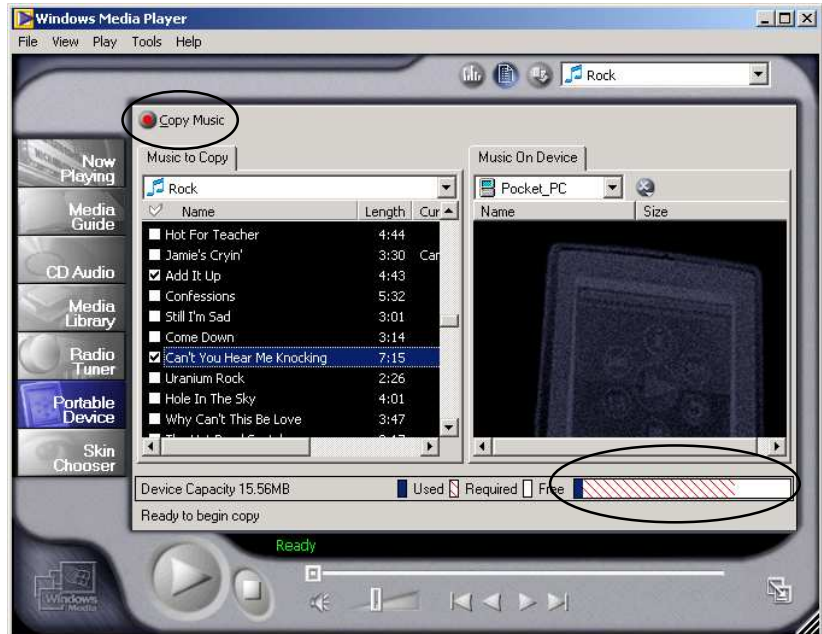 Windows Media Player
File View Play Tools Help
Rock
Copy Music
Music to Copy
Music On Device
Rock
Pocket_PC
Name Length Cur
Name Size
Hot For Teacher 4:44
Jamie's Cryin' 3:30 Car
Add It Up 4:43
Confessions 5:32
Still I'm Sad 3:01
Come Down 3:14
Can't You Hear Me Knocking 7:15
Uranium Rock 2:26
Hole In The Sky 4:01
Why Can't This Be Love 3:47
Now Playing
Media Guide
CD Audio
Media Library
Radio Tuner
Portable Device
Skin Chooser
Device Capacity 15.56MB Used Required Free
Ready to begin copy
Ready
Windows Media